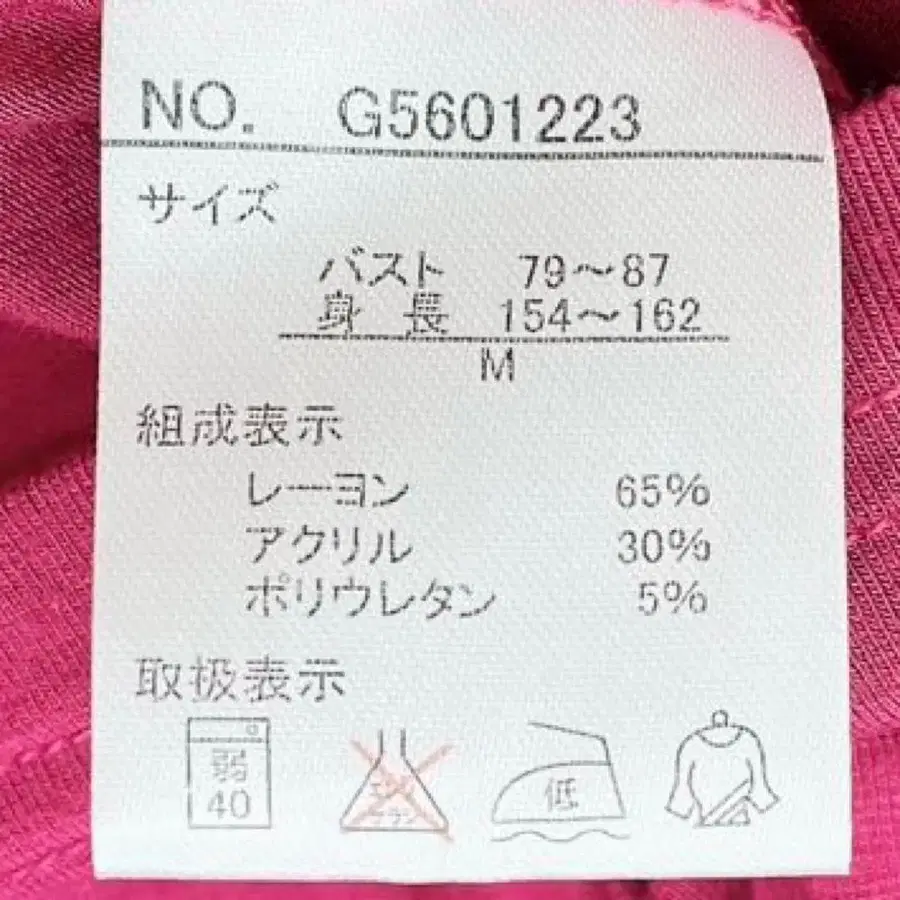 NO. G5601223
サイズ
バスト 79～87
身長 154～162
M
組成表示
レーヨン 65%
アクリル 30%
ポリウレタン 5%
取扱表示
弱
40
エンソ
サラシ
低